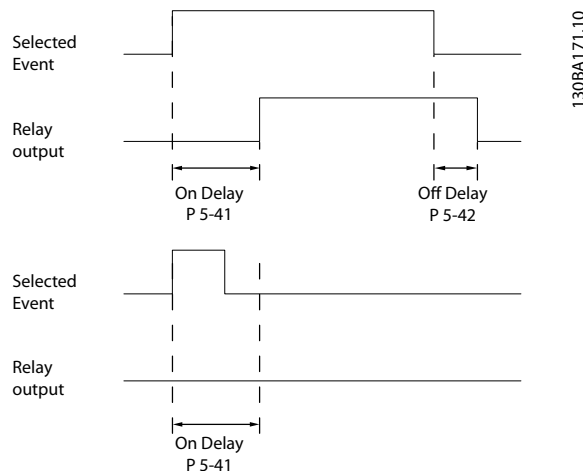 Selected
Event
Relay
output
On Delay
P 5-41
Off Delay
P 5-42
Selected
Event
Relay
output
On Delay
P 5-41
130BA171.10